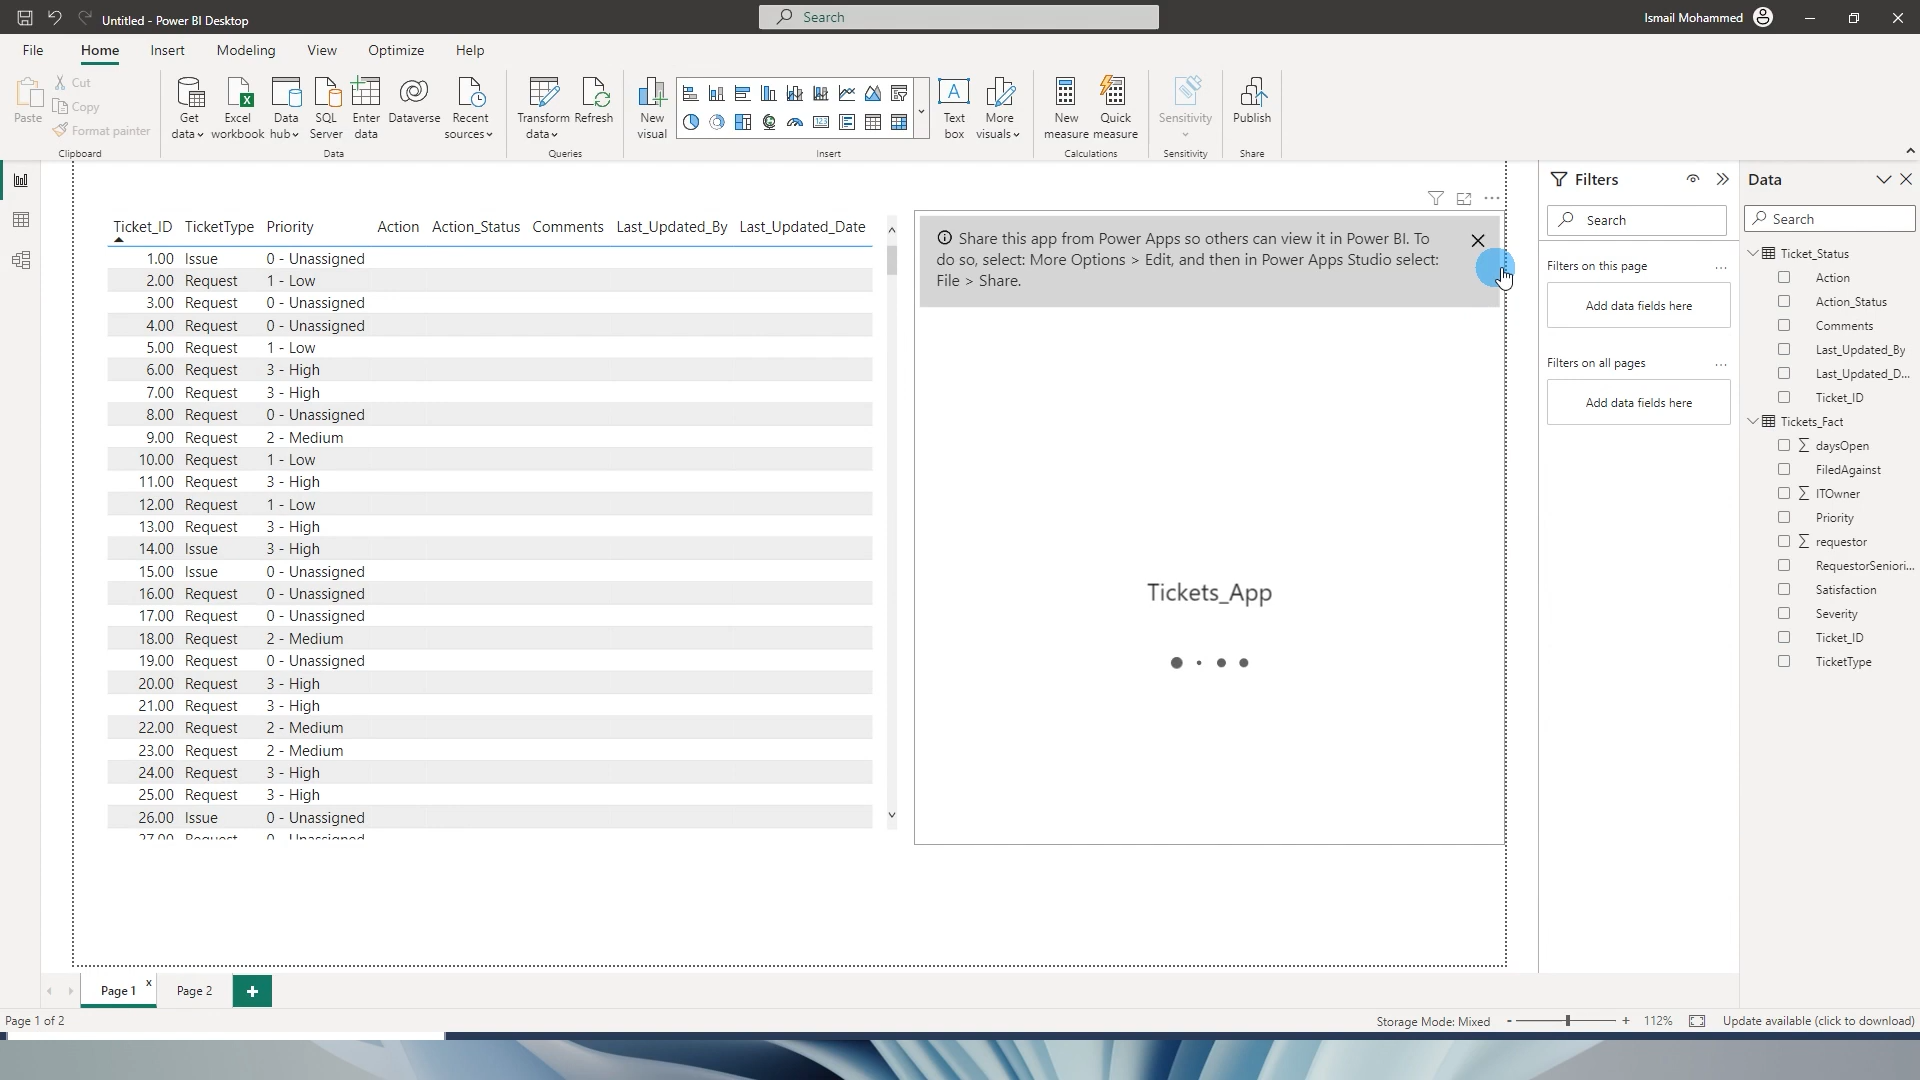 Untitled - Power BI Desktop
Search
Ismail Mohammed
File Home Insert Modeling View Optimize Help
Paste
Cut
Copy
Format painter
Clipboard
Get data
Excel workbook
Data hub
SQL Server
Enter data
Dataverse
Recent sources
Data
Transform data
Refresh
Queries
New visual
Text box
More visuals
Insert
New measure
Quick measure
Calculations
Sensitivity
Sensitivity
Publish
Share
Ticket_ID TicketType Priority Action Action_Status Comments Last_Updated_By Last_Updated_Date
1.00 Issue 0 - Unassigned
2.00 Request 1 - Low
3.00 Request 0 - Unassigned
4.00 Request 0 - Unassigned
5.00 Request 1 - Low
6.00 Request 3 - High
7.00 Request 3 - High
8.00 Request 0 - Unassigned
9.00 Request 2 - Medium
10.00 Request 1 - Low
11.00 Request 3 - High
12.00 Request 1 - Low
13.00 Request 3 - High
14.00 Issue 3 - High
15.00 Issue 0 - Unassigned
16.00 Request 0 - Unassigned
17.00 Request 0 - Unassigned
18.00 Request 2 - Medium
19.00 Request 0 - Unassigned
20.00 Request 3 - High
21.00 Request 3 - High
22.00 Request 2 - Medium
23.00 Request 2 - Medium
24.00 Request 3 - High
25.00 Request 3 - High
26.00 Issue 0 - Unassigned
27.00 Request 0 - Unassigned
Share this app from Power Apps so others can view it in Power BI. To
do so, select: More Options > Edit, and then in Power Apps Studio select:
File > Share.
Tickets_App
Filters
Search
Filters on this page ...
Add data fields here
Filters on all pages ...
Add data fields here
Data
Search
Ticket_Status
Action
Action_Status
Comments
Last_Updated_By
Last_Updated_D...
Ticket_ID
Tickets_Fact
∑ daysOpen
FiledAgainst
∑ ITOwner
Priority
∑ requestor
RequestorSeniori...
Satisfaction
Severity
Ticket_ID
TicketType
Page 1 x
Page 2
+
Page 1 of 2
Storage Mode: Mixed
- + 112%
Update available (click to download)